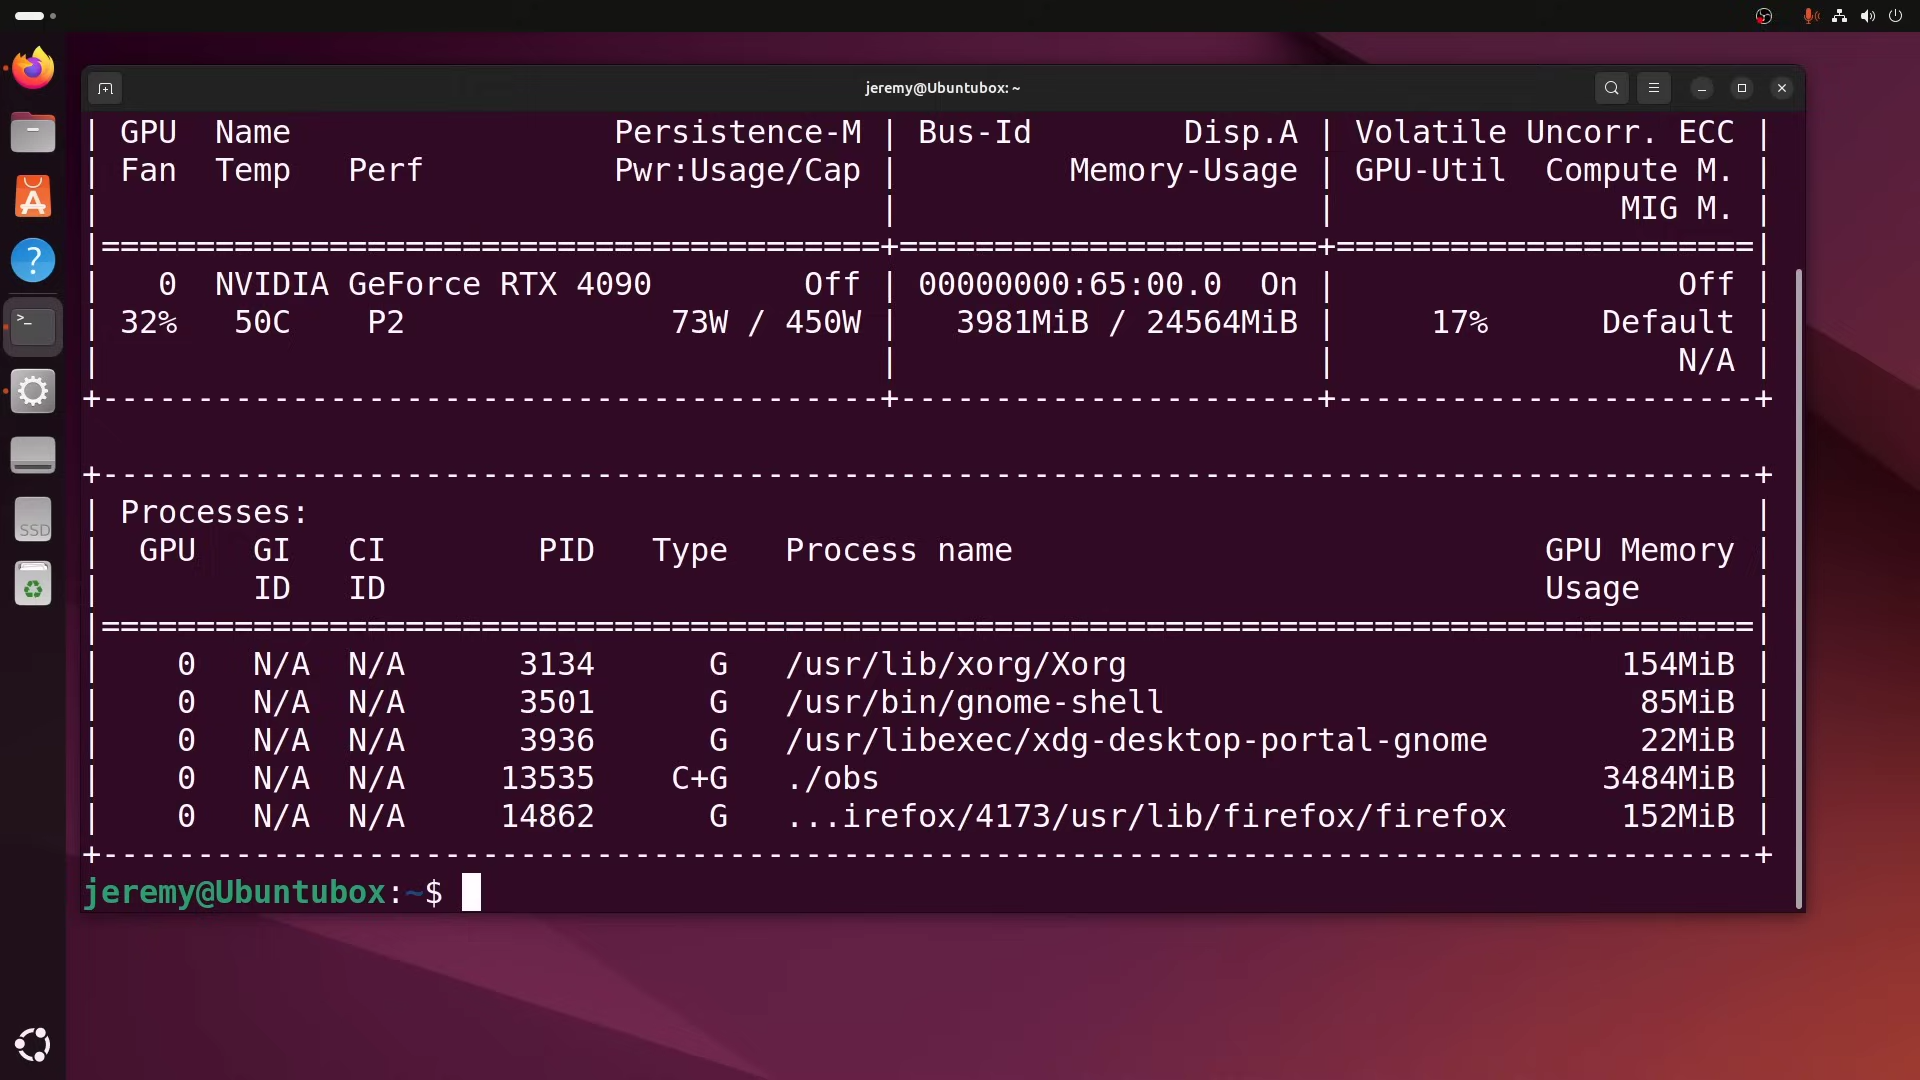 jeremy@Ubuntubox: ~
| GPU  Name                 Persistence-M | Bus-Id        Disp.A | Volatile Uncorr. ECC |
| Fan  Temp   Perf          Pwr:Usage/Cap |         Memory-Usage | GPU-Util  Compute M. |
|                                         |                      |               MIG M. |
|=========================================+======================+======================|
|   0  NVIDIA GeForce RTX 4090        Off | 00000000:65:00.0  On |                  Off |
| 32%   50C    P2              73W / 450W |   3981MiB / 24564MiB |     17%      Default |
|                                         |                      |                  N/A |
+-----------------------------------------+----------------------+----------------------+
+---------------------------------------------------------------------------------------+
| Processes:                                                                            |
|  GPU   GI   CI        PID   Type   Process name                            GPU Memory |
|        ID   ID                                                             Usage      |
|=======================================================================================|
|    0   N/A  N/A      3134      G   /usr/lib/xorg/Xorg                          154MiB |
|    0   N/A  N/A      3501      G   /usr/bin/gnome-shell                         85MiB |
|    0   N/A  N/A      3936      G   /usr/libexec/xdg-desktop-portal-gnome        22MiB |
|    0   N/A  N/A     13535    C+G   ./obs                                      3484MiB |
|    0   N/A  N/A     14862      G   ...irefox/4173/usr/lib/firefox/firefox      152MiB |
+---------------------------------------------------------------------------------------+
jeremy@Ubuntubox:~$
SSD